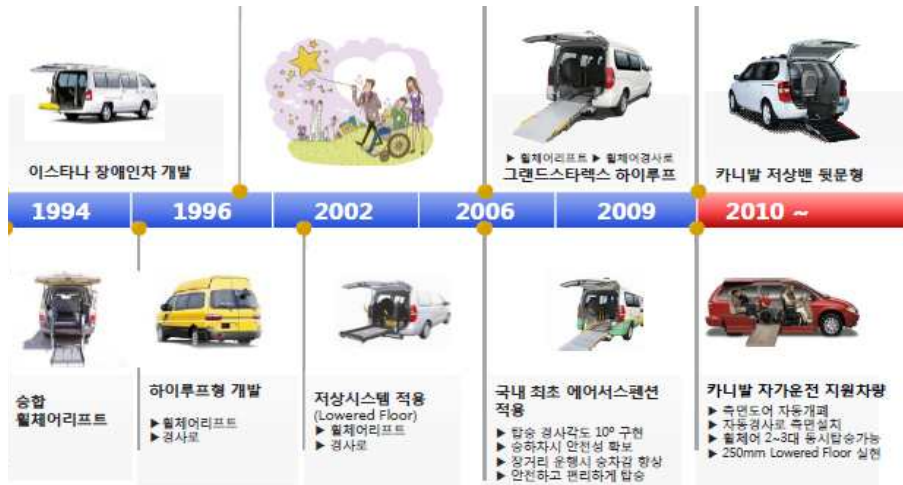 ▶ 휠체어리프트 ▶ 휠체어경사로
이스타나 장애인차 개발
그랜드스타렉스 하이루프
카니발 저상밴 뒷문형
1994
1996
2002
2006
2009
2010 ~
승합
휠체어리프트
하이루프형 개발
▶ 휠체어리프트
▶ 경사로
저상시스템 적용
(Lowered Floor)
▶ 휠체어리프트
▶ 경사로
국내 최초 에어서스펜션
적용
▶ 탑승 경사각도 10º 구현
▶ 승하차시 안전성 확보
▶ 장거리 운행시 승차감 향상
▶ 안전하고 편리하게 탑승
카니발 자가운전 지원차량
▶ 측면도어 자동개폐
▶ 자동경사로 측면설치
▶ 휠체어 2~3대 동시탑승가능
▶ 250mm Lowered Floor 실현